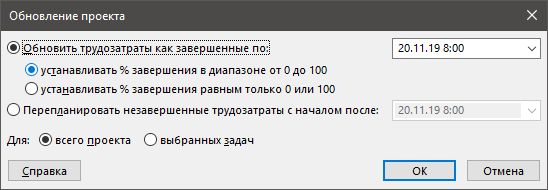 Обновление проекта
Обновить трудозатраты как завершенные по: 20.11.19 8:00
устанавливать % завершения в диапазоне от 0 до 100
устанавливать % завершения равным только 0 или 100
Перепланировать незавершенные трудозатраты с началом после: 20.11.19 8:00
Для: всего проекта выбранных задач
Справка ОК Отмена